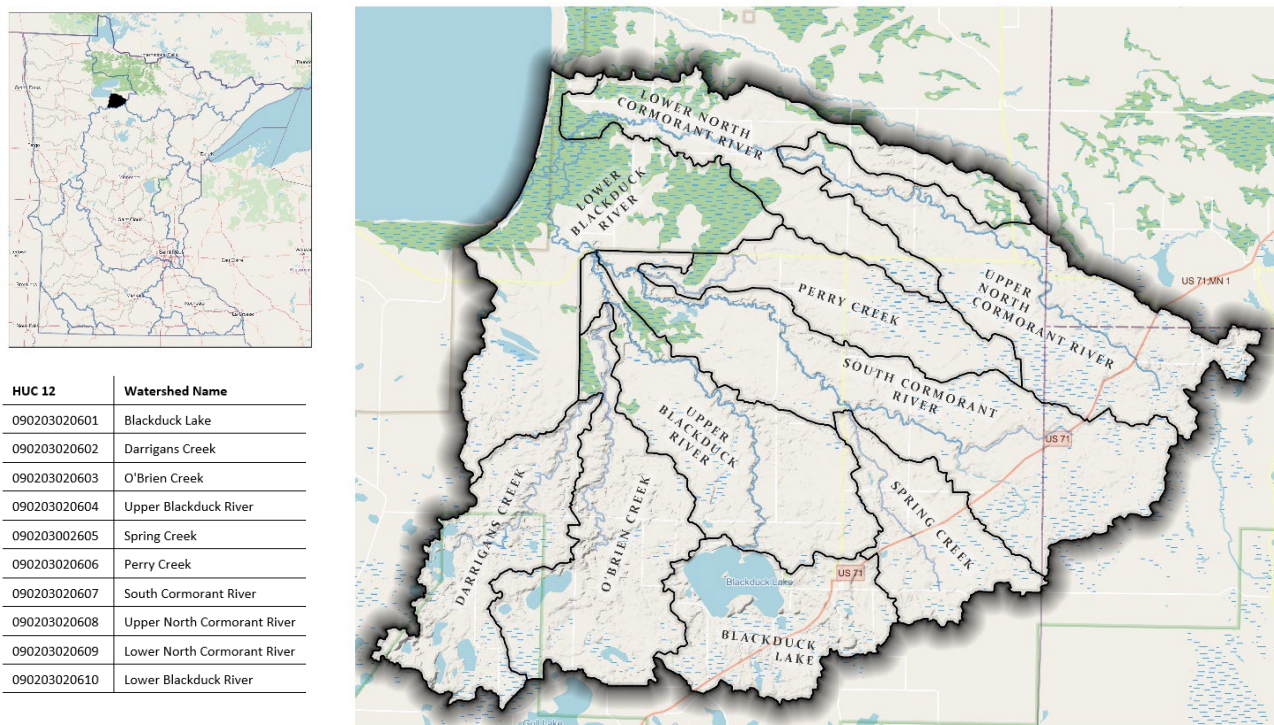 HUC 12 Watershed Name
090203020601 Blackduck Lake
090203020602 Darrigans Creek
090203020603 O'Brien Creek
090203020604 Upper Blackduck River
090203002605 Spring Creek
090203020606 Perry Creek
090203020607 South Cormorant River
090203020608 Upper North Cormorant River
090203020609 Lower North Cormorant River
090203020610 Lower Blackduck River
LOWER NORTH
CORMORANT RIVER
LOWER
BLACKDUCK
RIVER
US 71;MN 1
UPPER
NORTH
CORMORANT RIVER
PERRY CREEK
SOUTH CORMORANT
RIVER
US 71
UPPER
BLACKDUCK
RIVER
SPRING CREEK
DARRIGANS CREEK
O'BRIEN CREEK
US 71
Blackduck Lake
BLACKDUCK
LAKE
Gull Lake